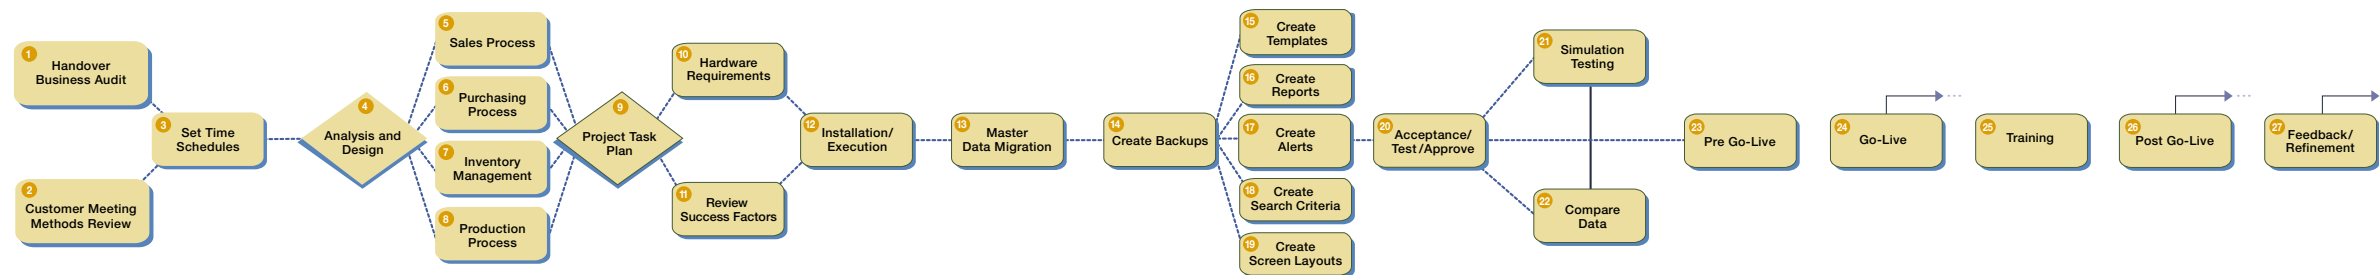 1
Handover
Business Audit
2
Customer Meeting
Methods Review
3
Set Time
Schedules
4
Analysis and
Design
5
Sales Process
6
Purchasing
Process
7
Inventory
Management
8
Production
Process
9
Project Task
Plan
10
Hardware
Requirements
11
Review
Success Factors
12
Installation/
Execution
13
Master
Data Migration
14
Create Backups
15
Create
Templates
16
Create
Reports
17
Create
Alerts
18
Create
Search Criteria
19
Create
Screen Layouts
20
Acceptance/
Test/Approve
21
Simulation
Testing
22
Compare
Data
23
Pre Go-Live
24
Go-Live
25
Training
26
Post Go-Live
27
Feedback/
Refinement